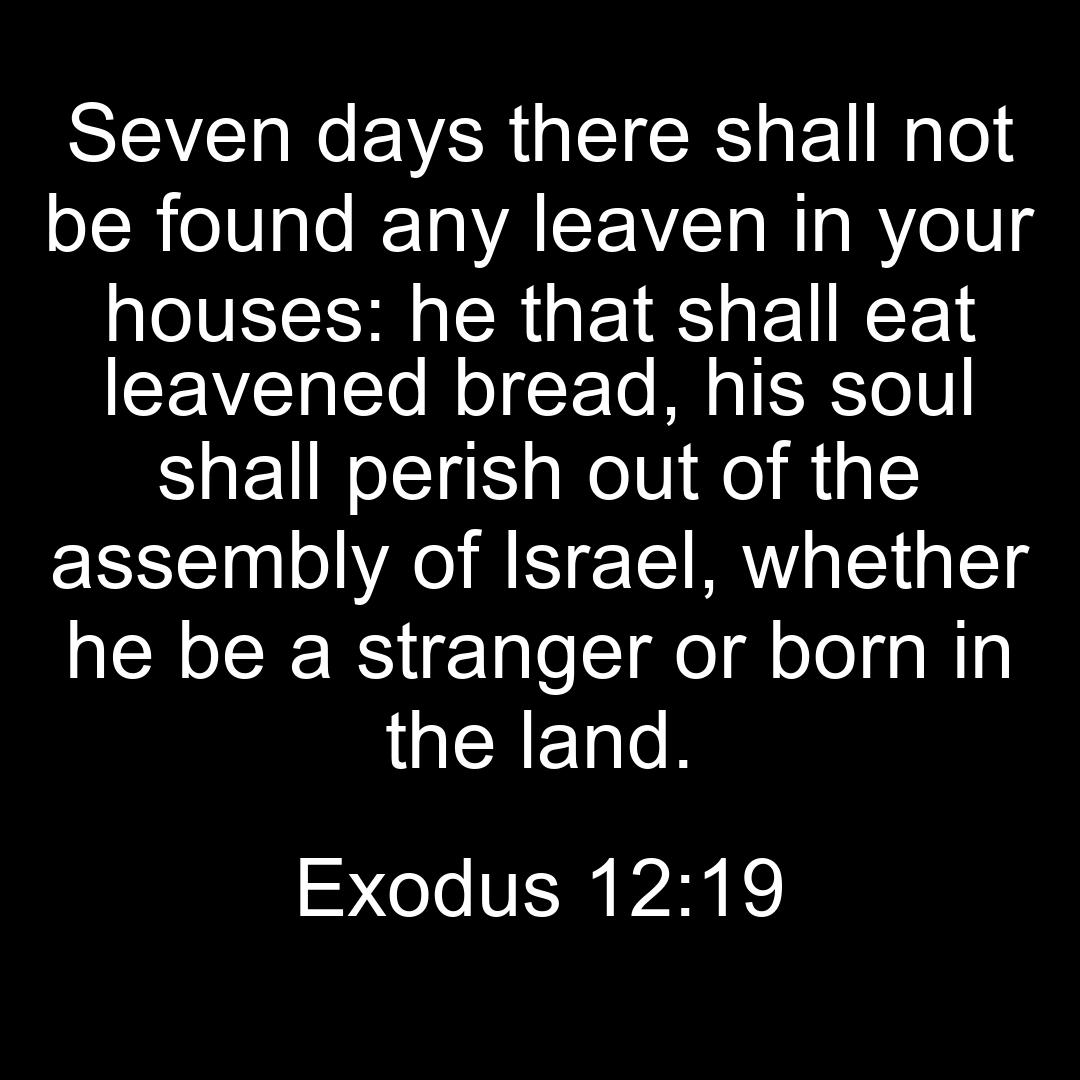 Seven days there shall not
be found any leaven in your
houses: he that shall eat
leavened bread, his soul
shall perish out of the
assembly of Israel, whether
he be a stranger or born in
the land.
Exodus 12:19